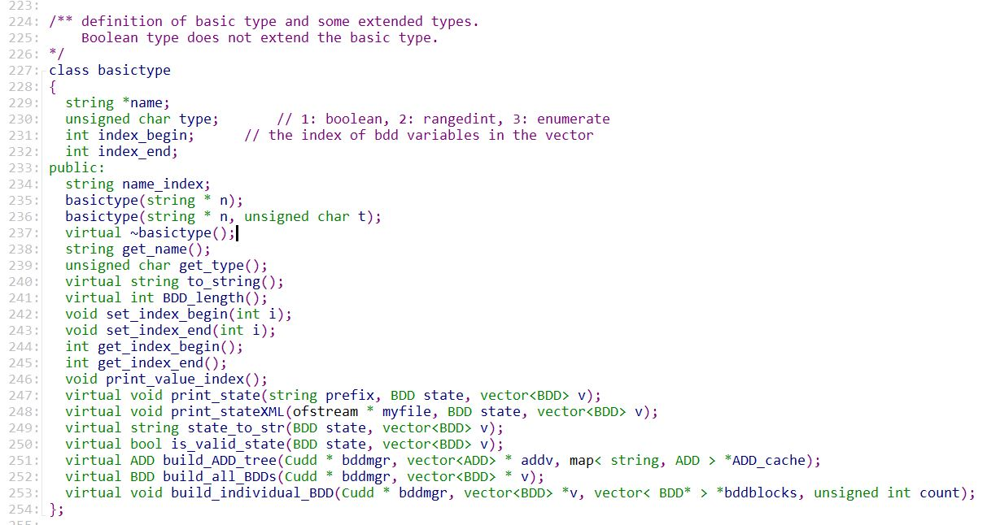 223:
224: /** definition of basic type and some extended types.
225:     Boolean type does not extend the basic type.
226: */
227: class basictype
228: {
229:   string *name;
230:   unsigned char type;       // 1: boolean, 2: rangedint, 3: enumerate
231:   int index_begin;      // the index of bdd variables in the vector
232:   int index_end;
233: public:
234:   string name_index;
235:   basictype(string * n);
236:   basictype(string * n, unsigned char t);
237:   virtual ~basictype();
238:   string get_name();
239:   unsigned char get_type();
240:   virtual string to_string();
241:   virtual int BDD_length();
242:   void set_index_begin(int i);
243:   void set_index_end(int i);
244:   int get_index_begin();
245:   int get_index_end();
246:   void print_value_index();
247:   virtual void print_state(string prefix, BDD state, vector<BDD> v);
248:   virtual void print_stateXML(ofstream * myfile, BDD state, vector<BDD> v);
249:   virtual string state_to_str(BDD state, vector<BDD> v);
250:   virtual bool is_valid_state(BDD state, vector<BDD> v);
251:   virtual ADD build_ADD_tree(Cudd * bddmgr, vector<ADD> * addv, map< string, ADD > *ADD_cache);
252:   virtual BDD build_all_BDDs(Cudd * bddmgr, vector<BDD> * v);
253:   virtual void build_individual_BDD(Cudd * bddmgr, vector<BDD> *v, vector< BDD* > *bddblocks, unsigned int count);
254: };
255: